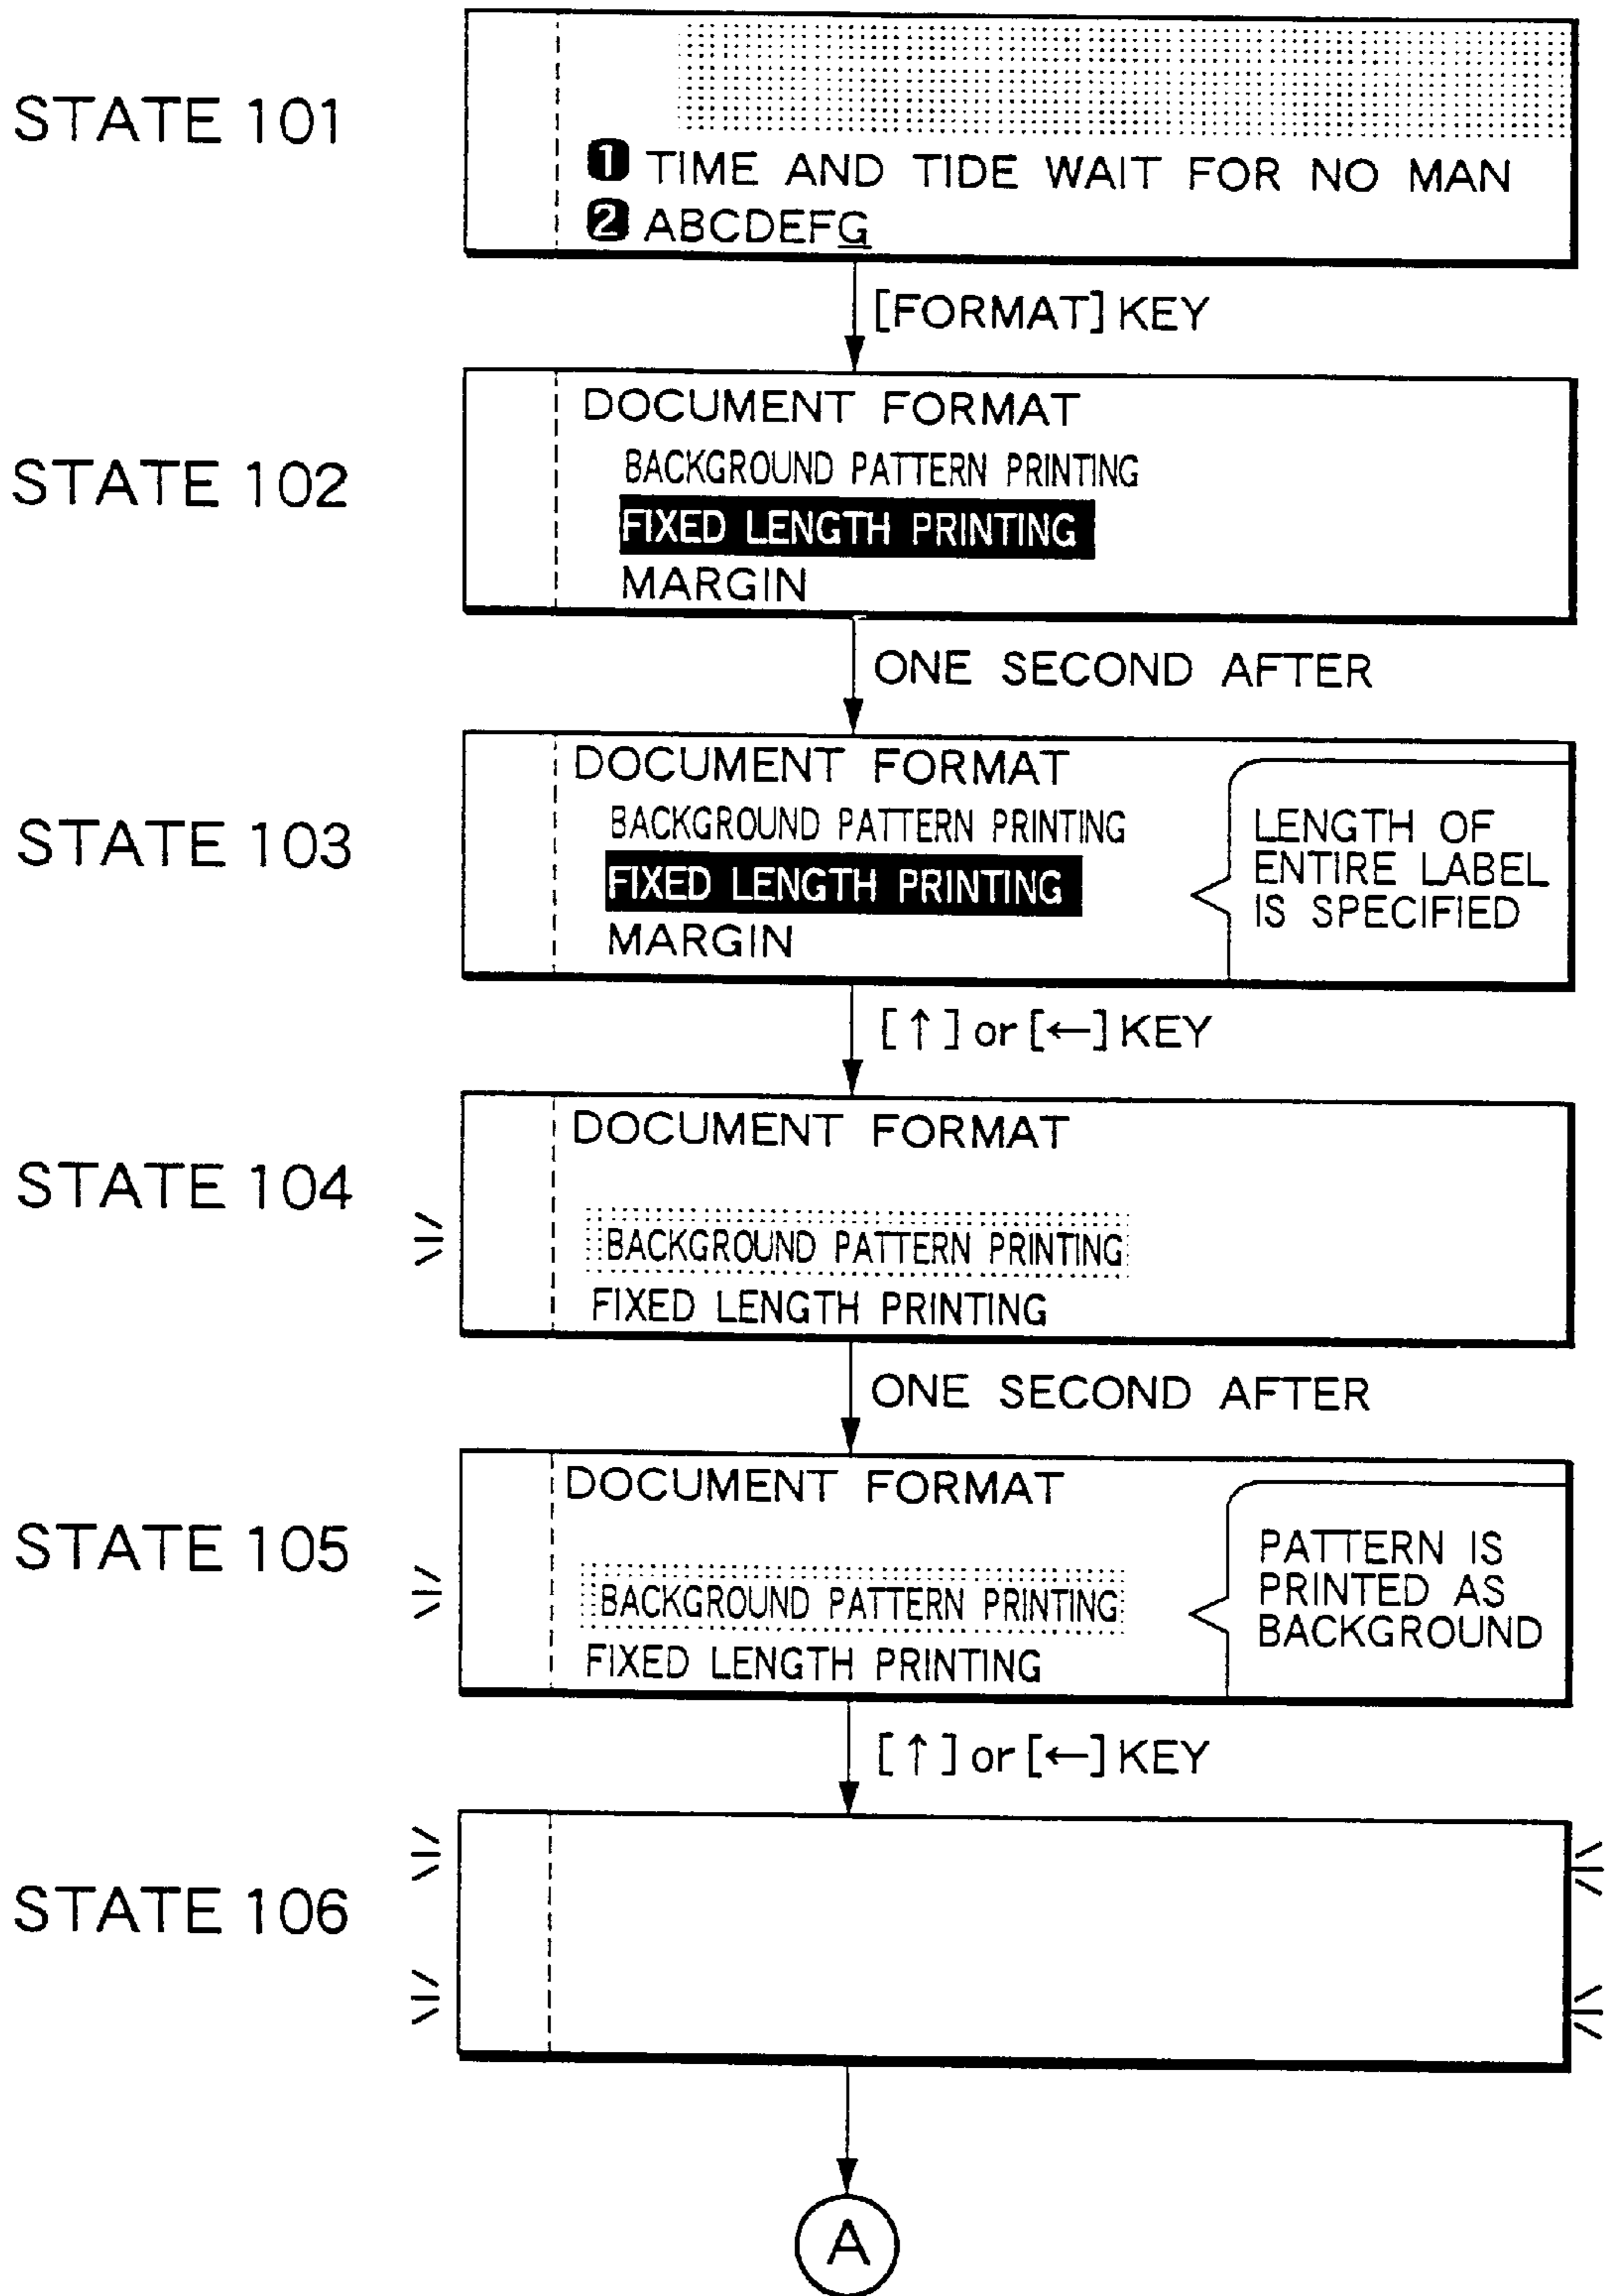 STATE 101
1 TIME AND TIDE WAIT FOR NO MAN
2 ABCDEFG
[FORMAT] KEY
STATE 102
DOCUMENT FORMAT
BACKGROUND PATTERN PRINTING
FIXED LENGTH PRINTING
MARGIN
ONE SECOND AFTER
STATE 103
DOCUMENT FORMAT
BACKGROUND PATTERN PRINTING
FIXED LENGTH PRINTING
MARGIN
LENGTH OF
ENTIRE LABEL
IS SPECIFIED
[↑] or [←] KEY
STATE 104
DOCUMENT FORMAT
BACKGROUND PATTERN PRINTING
FIXED LENGTH PRINTING
ONE SECOND AFTER
STATE 105
DOCUMENT FORMAT
BACKGROUND PATTERN PRINTING
FIXED LENGTH PRINTING
PATTERN IS
PRINTED AS
BACKGROUND
[↑] or [←] KEY
STATE 106
A